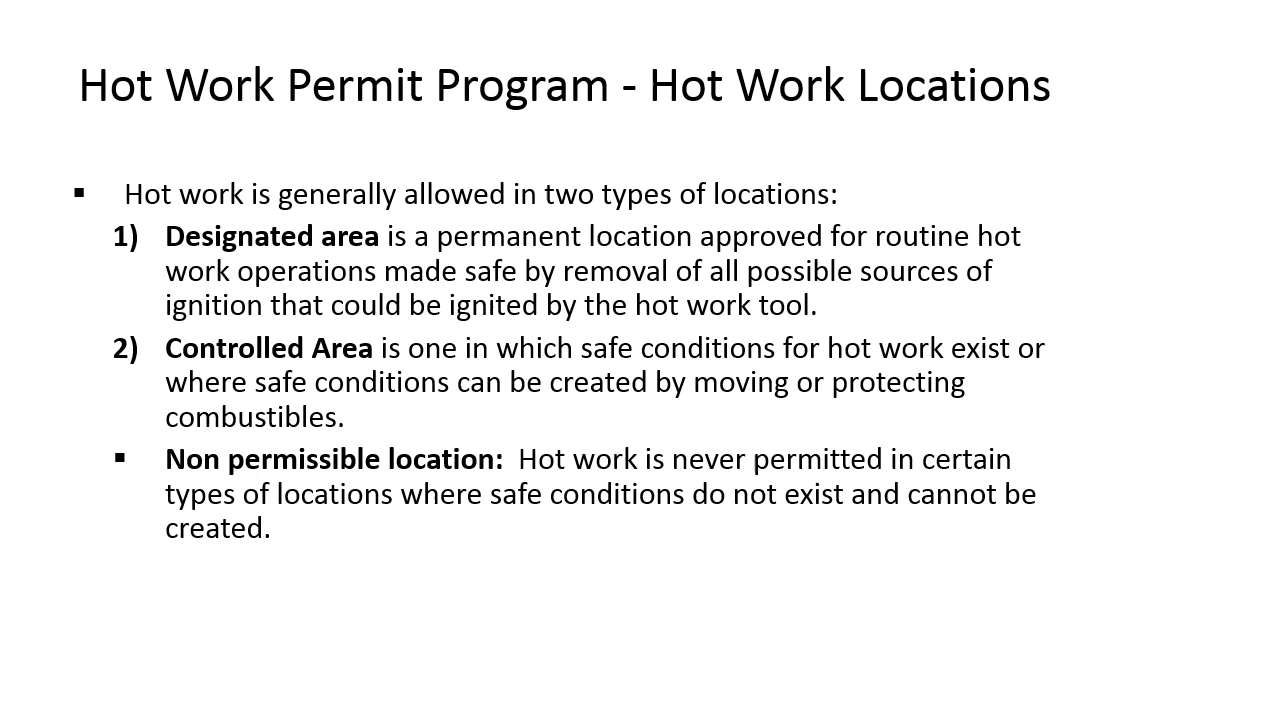 Hot Work Permit Program - Hot Work Locations
▪ Hot work is generally allowed in two types of locations:
1) Designated area is a permanent location approved for routine hot
work operations made safe by removal of all possible sources of
ignition that could be ignited by the hot work tool.
2) Controlled Area is one in which safe conditions for hot work exist or
where safe conditions can be created by moving or protecting
combustibles.
▪ Non permissible location:  Hot work is never permitted in certain
types of locations where safe conditions do not exist and cannot be
created.